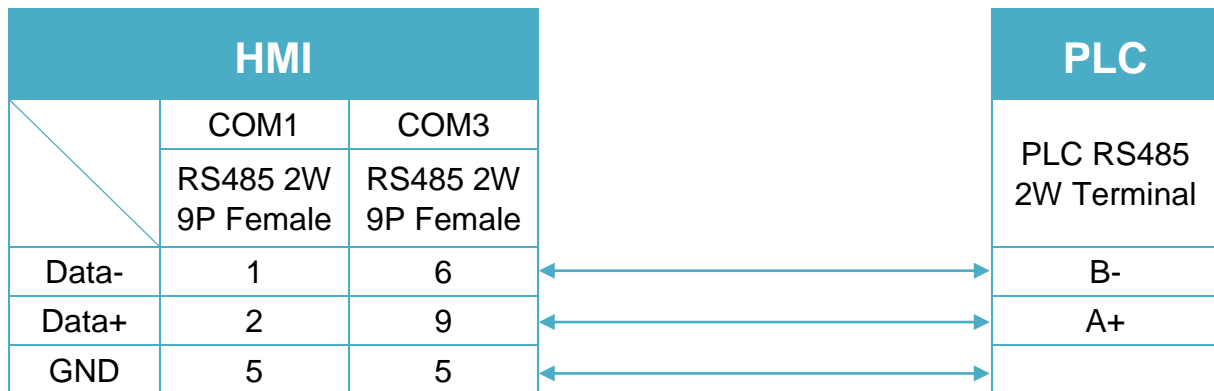 HMI
PLC
COM1 COM3
RS485 2W
9P Female
RS485 2W
9P Female
PLC RS485
2W Terminal
Data- 1 6 B-
Data+ 2 9 A+
GND 5 5